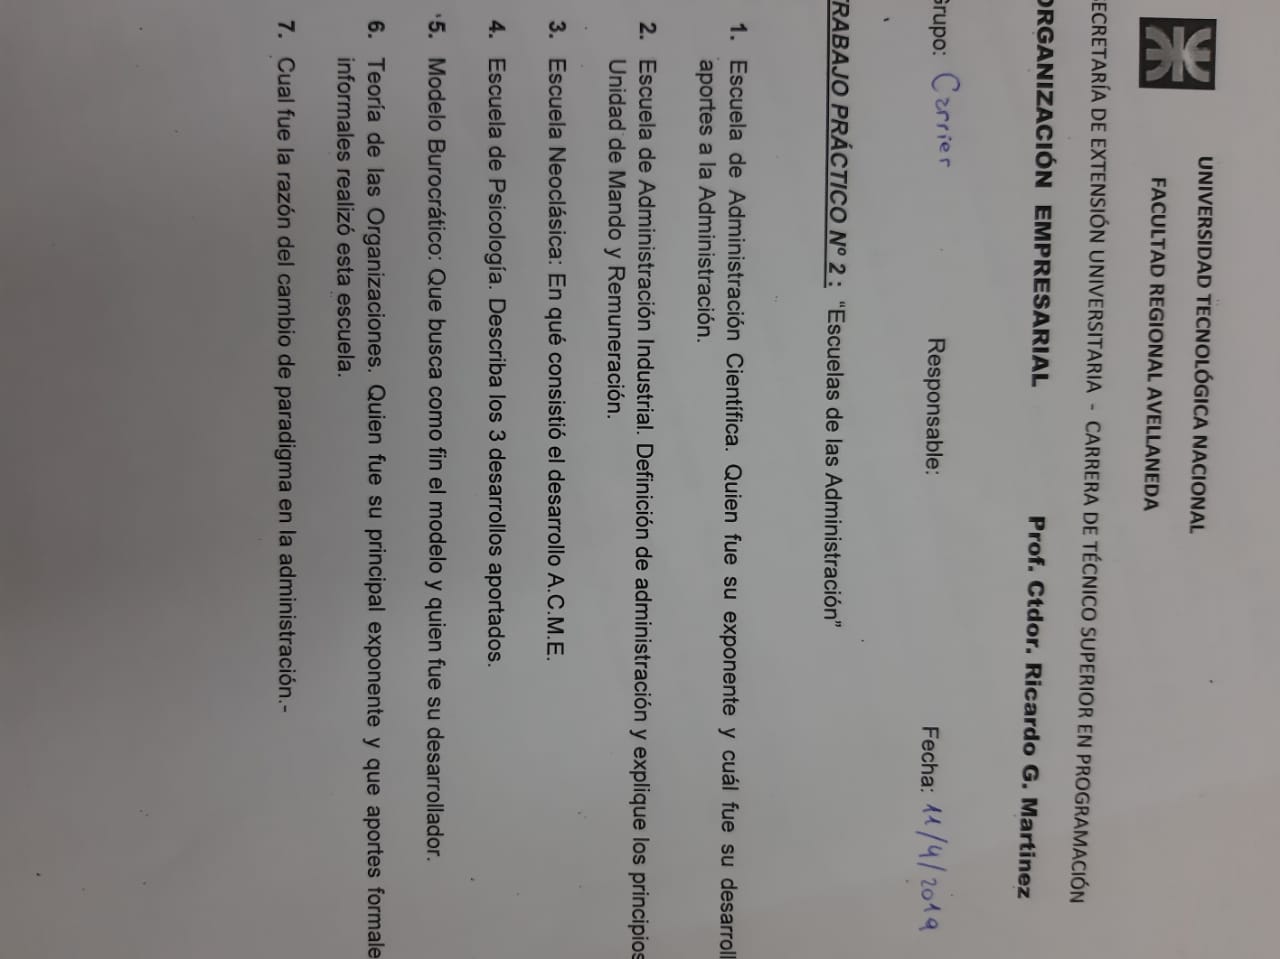 UNIVERSIDAD TECNOLÓGICA NACIONAL
FACULTAD REGIONAL AVELLANEDA
SECRETARÍA DE EXTENSIÓN UNIVERSITARIA - CARRERA DE TÉCNICO SUPERIOR EN PROGRAMACIÓN
ORGANIZACIÓN EMPRESARIAL Prof. Ctdor. Ricardo G. Martinez
Grupo: Carrier Responsable: Fecha: 11/4/2019
TRABAJO PRÁCTICO Nº 2 : “Escuelas de las Administración”
1. Escuela de Administración Científica. Quien fue su exponente y cuál fue su desarroll
aportes a la Administración.
2. Escuela de Administración Industrial. Definición de administración y explique los principios
Unidad de Mando y Remuneración.
3. Escuela Neoclásica: En qué consistió el desarrollo A.C.M.E.
4. Escuela de Psicología. Describa los 3 desarrollos aportados.
5. Modelo Burocrático: Que busca como fin el modelo y quien fue su desarrollador.
6. Teoría de las Organizaciones. Quien fue su principal exponente y que aportes formale
informales realizó esta escuela.
7. Cual fue la razón del cambio de paradigma en la administración.-